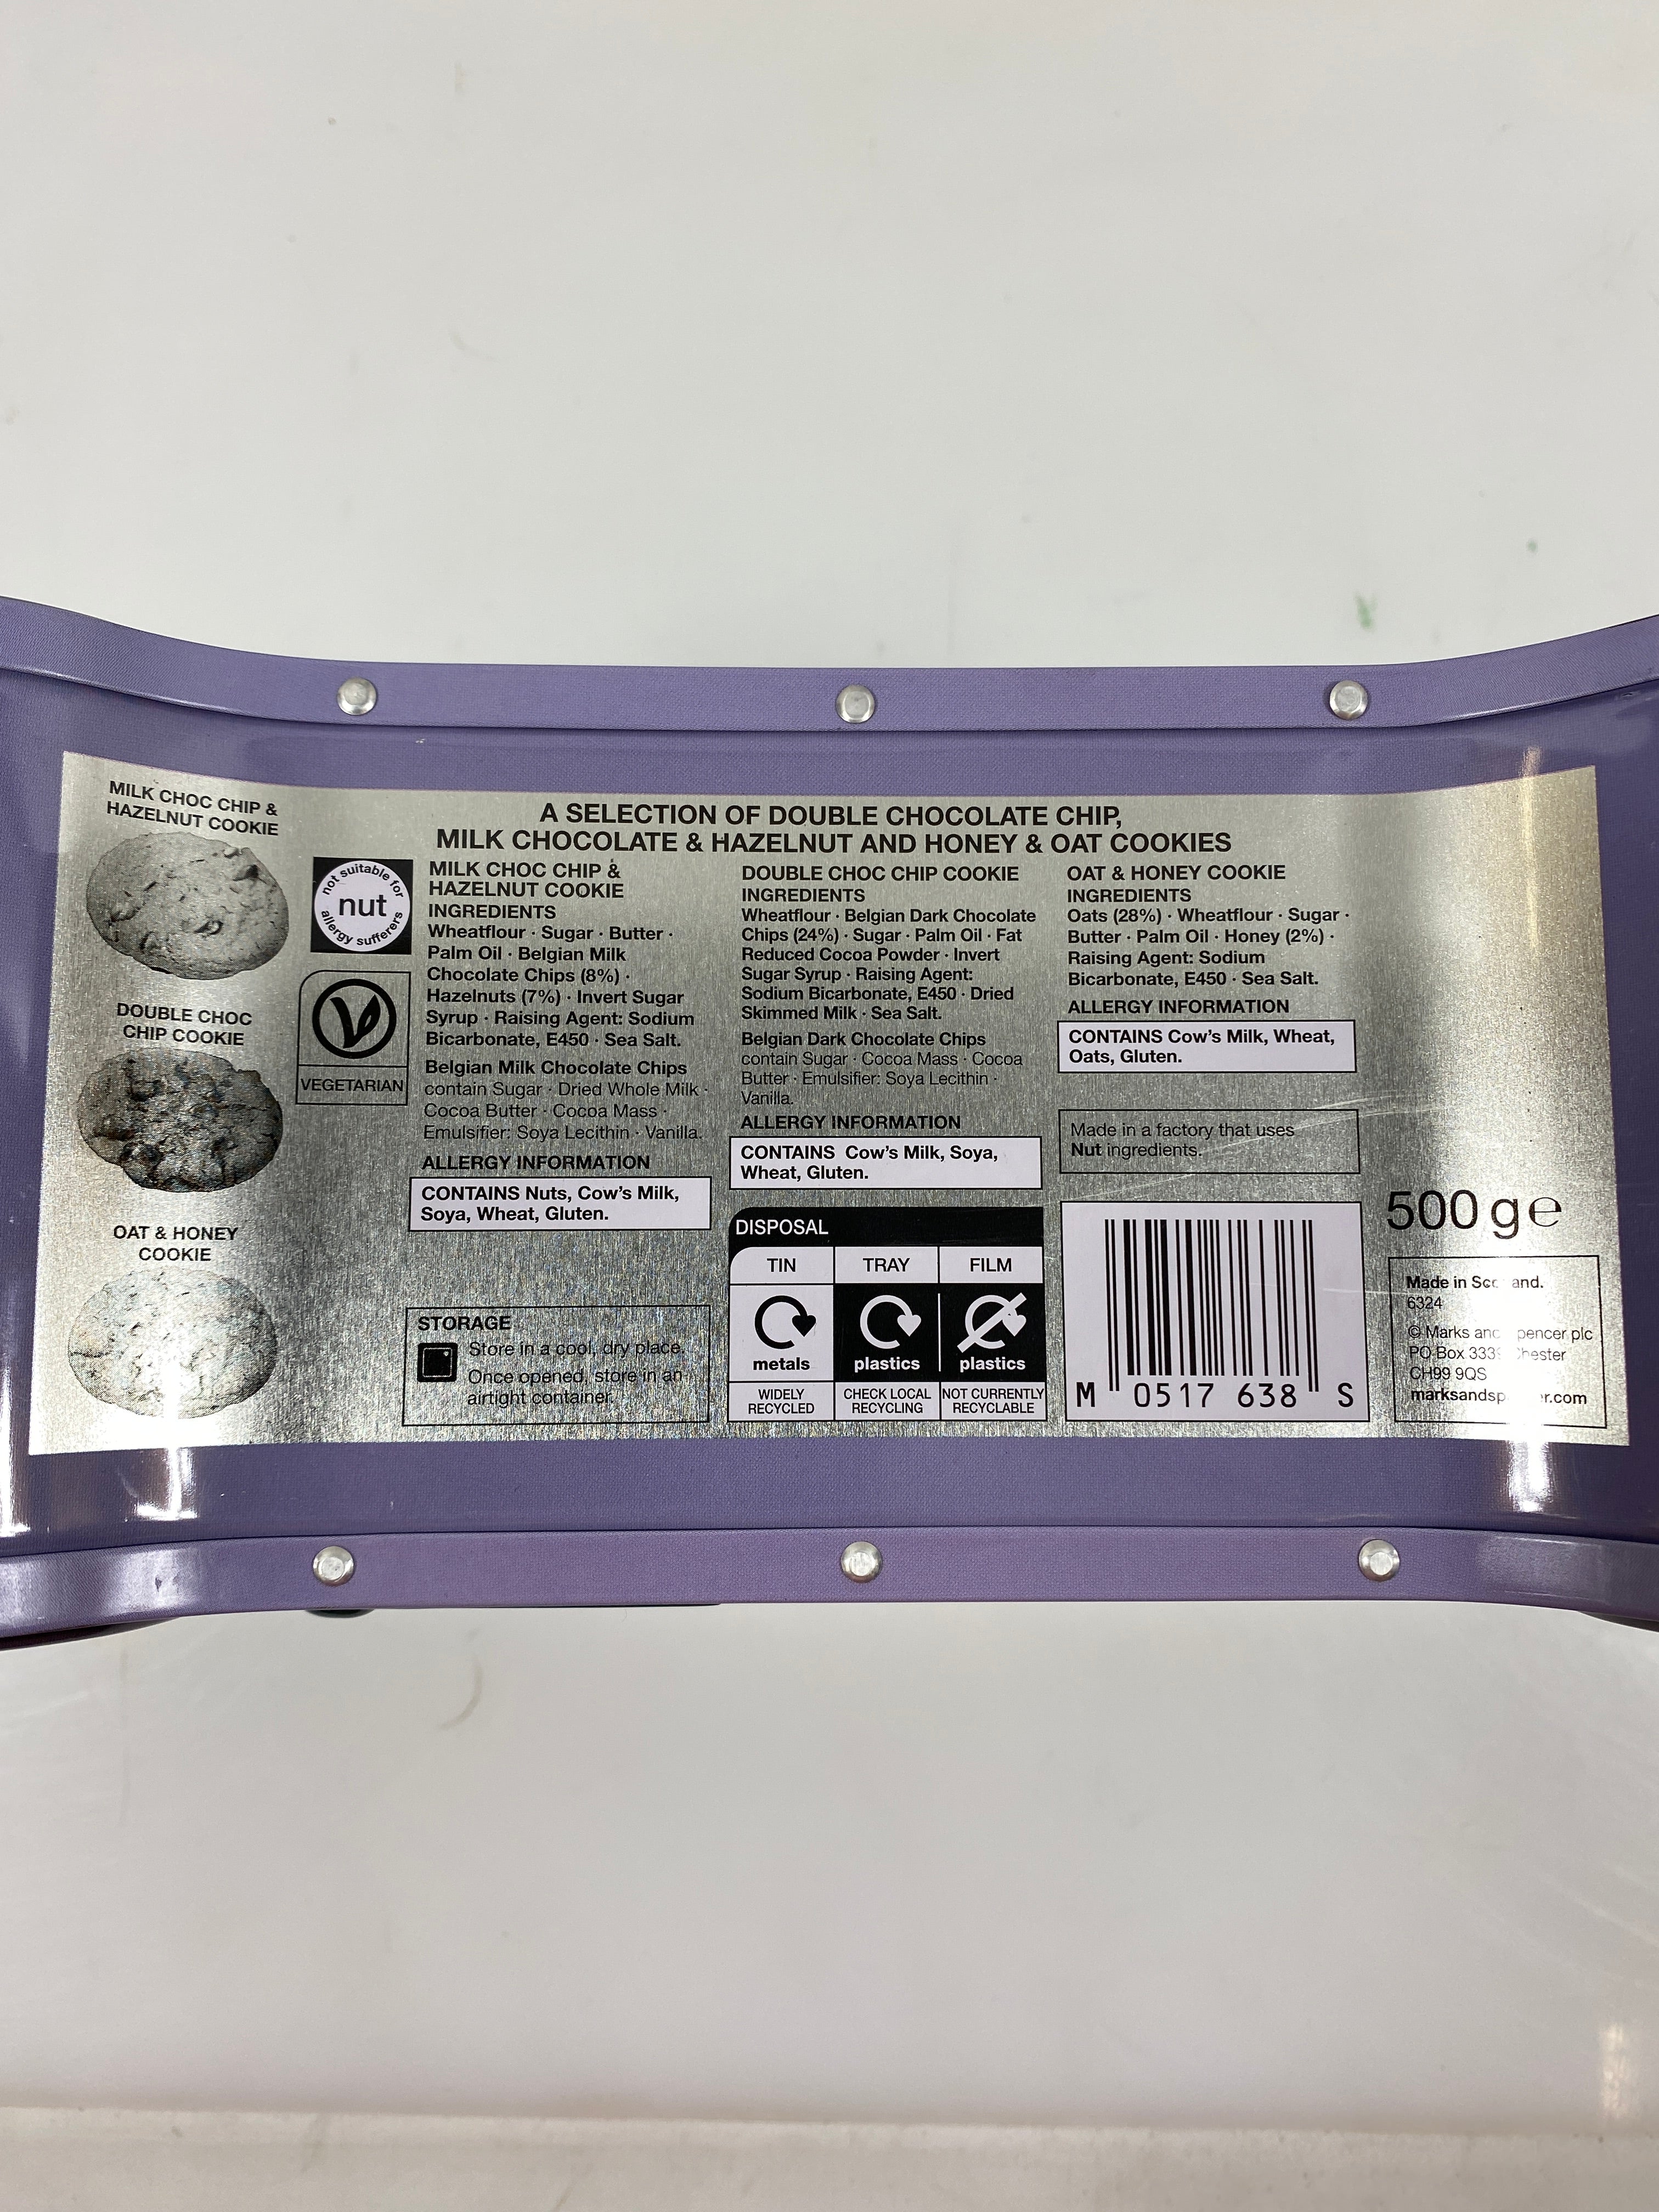 MILK CHOC CHIP &
HAZELNUT COOKIE
DOUBLE CHOC
CHIP COOKIE
OAT & HONEY
COOKIE
not suitable for
nut
allergy sufferers
VEGETARIAN
A SELECTION OF DOUBLE CHOCOLATE CHIP,
MILK CHOCOLATE & HAZELNUT AND HONEY & OAT COOKIES
MILK CHOC CHIP &
HAZELNUT COOKIE
INGREDIENTS
Wheatflour · Sugar · Butter ·
Palm Oil · Belgian Milk
Chocolate Chips (8%) ·
Hazelnuts (7%) · Invert Sugar
Syrup · Raising Agent: Sodium
Bicarbonate, E450 · Sea Salt.
Belgian Milk Chocolate Chips
contain Sugar · Dried Whole Milk ·
Cocoa Butter · Cocoa Mass ·
Emulsifier: Soya Lecithin · Vanilla.
ALLERGY INFORMATION
CONTAINS Nuts, Cow's Milk,
Soya, Wheat, Gluten.
STORAGE
Store in a cool, dry place.
Once opened, store in an
airtight container.
DOUBLE CHOC CHIP COOKIE
INGREDIENTS
Wheatflour · Belgian Dark Chocolate
Chips (24%) · Sugar · Palm Oil · Fat
Reduced Cocoa Powder · Invert
Sugar Syrup · Raising Agent:
Sodium Bicarbonate, E450 · Dried
Skimmed Milk · Sea Salt.
Belgian Dark Chocolate Chips
contain Sugar · Cocoa Mass · Cocoa
Butter · Emulsifier: Soya Lecithin ·
Vanilla.
ALLERGY INFORMATION
CONTAINS Cow's Milk, Soya,
Wheat, Gluten.
DISPOSAL
TIN TRAY FILM
metals plastics plastics
WIDELY RECYCLED
CHECK LOCAL RECYCLING
NOT CURRENTLY RECYCLABLE
OAT & HONEY COOKIE
INGREDIENTS
Oats (28%) · Wheatflour · Sugar ·
Butter · Palm Oil · Honey (2%) ·
Raising Agent: Sodium
Bicarbonate, E450 · Sea Salt.
ALLERGY INFORMATION
CONTAINS Cow's Milk, Wheat,
Oats, Gluten.
Made in a factory that uses
Nut ingredients.
M 0517 638 S
500 g e
Made in
6324
© Marks
PO Box
CH99 9QS